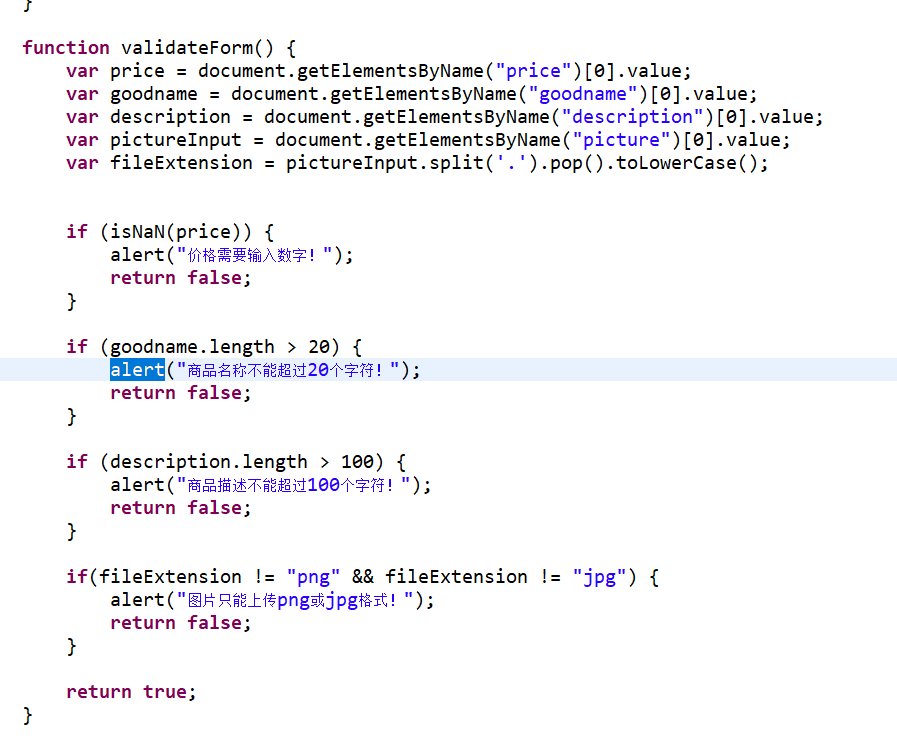 }
function validateForm() {
var price = document.getElementsByName("price")[0].value;
var goodname = document.getElementsByName("goodname")[0].value;
var description = document.getElementsByName("description")[0].value;
var pictureInput = document.getElementsByName("picture")[0].value;
var fileExtension = pictureInput.split('.').pop().toLowerCase();
if (isNaN(price)) {
alert("价格需要输入数字！");
return false;
}
if (goodname.length > 20) {
alert("商品名称不能超过20个字符！");
return false;
}
if (description.length > 100) {
alert("商品描述不能超过100个字符！");
return false;
}
if(fileExtension != "png" && fileExtension != "jpg") {
alert("图片只能上传png或jpg格式！");
return false;
}
return true;
}